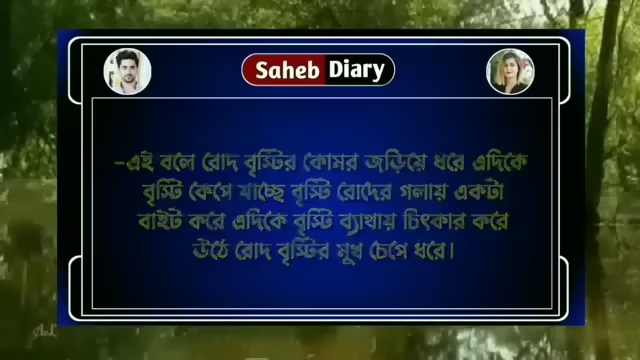 Saheb Diary
-এই বলে রোদ বৃস্টির কোমর জড়িয়ে ধরে এদিকে
বৃস্টি কেপে যাচ্ছে বৃস্টি রোদের গলায় একটা
বাইট করে এদিকে বৃস্টি ব্যাথায় চিৎকার করে
উঠে রোদ বৃস্টির মুখ চেপে ধরে।